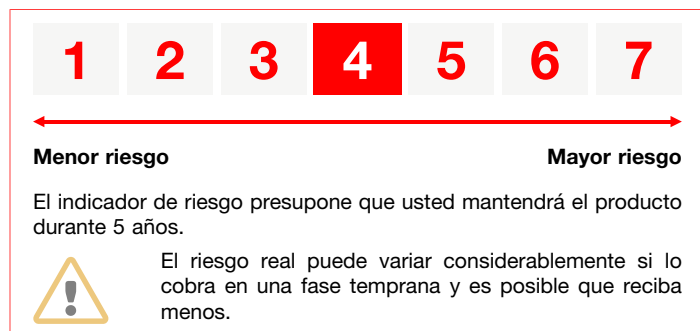 1 2 3 4 5 6 7
Menor riesgo Mayor riesgo
El indicador de riesgo presupone que usted mantendrá el producto
durante 5 años.
El riesgo real puede variar considerablemente si lo
cobra en una fase temprana y es posible que reciba
menos.